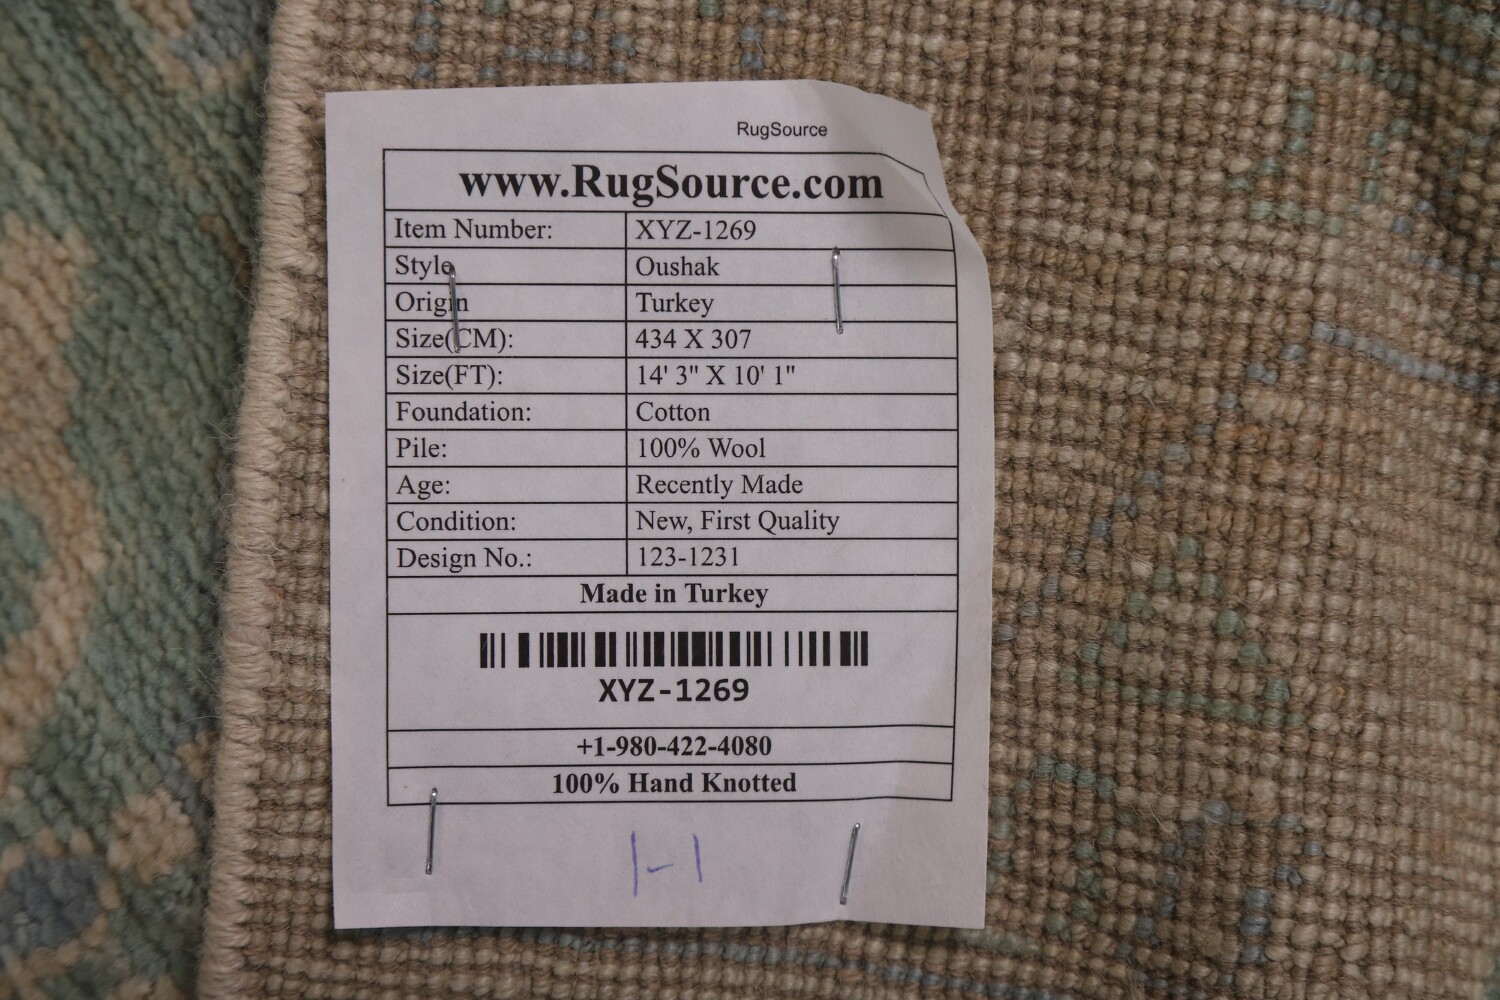 RugSource
www.RugSource.com
Item Number: XYZ-1269
Style Oushak
Origin Turkey
Size(CM): 434 X 307
Size(FT): 14' 3" X 10' 1"
Foundation: Cotton
Pile: 100% Wool
Age: Recently Made
Condition: New, First Quality
Design No.: 123-1231
Made in Turkey
XYZ-1269
+1-980-422-4080
100% Hand Knotted
1-1